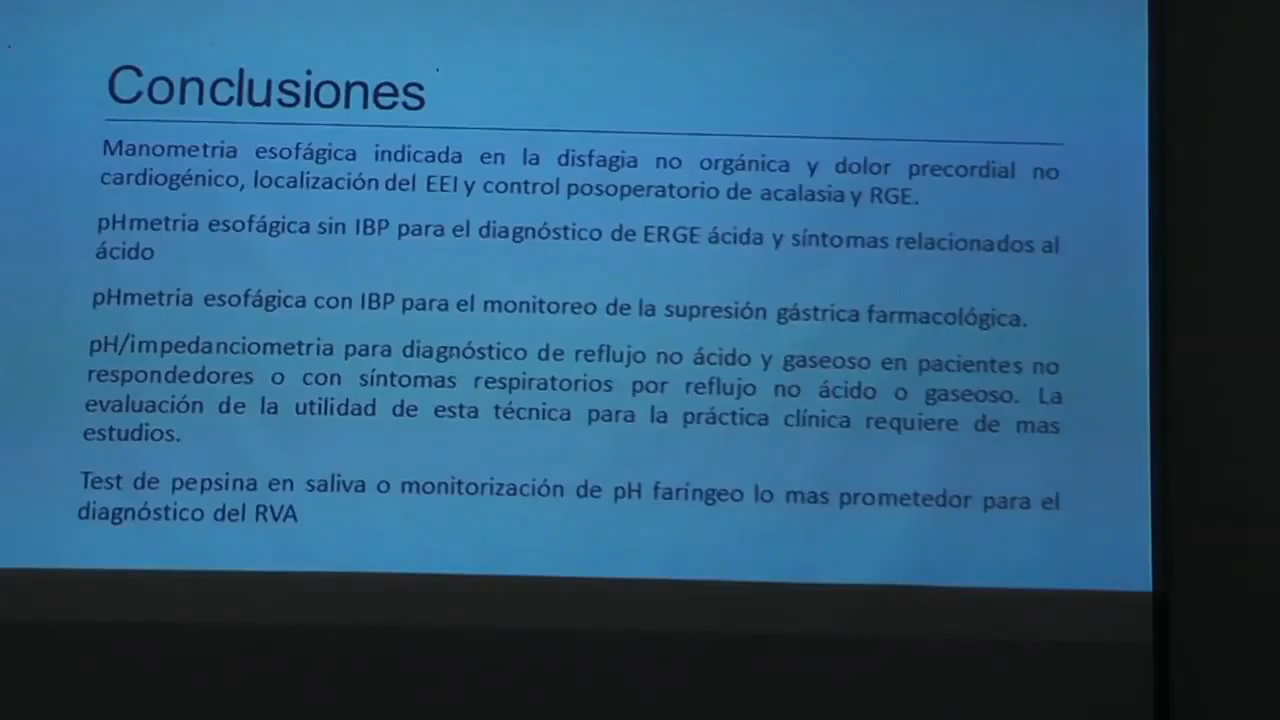 Conclusiones
Manometria esofágica indicada en la disfagia no orgánica y dolor precordial no
cardiogénico, localización del EEI y control posoperatorio de acalasia y RGE.
pHmetria esofágica sin IBP para el diagnóstico de ERGE ácida y síntomas relacionados al
ácido
pHmetria esofágica con IBP para el monitoreo de la supresión gástrica farmacológica.
pH/impedanciometria para diagnóstico de reflujo no ácido y gaseoso en pacientes no
respondedores o con síntomas respiratorios por reflujo no ácido o gaseoso. La
evaluación de la utilidad de esta técnica para la práctica clínica requiere de mas
estudios.
Test de pepsina en saliva o monitorización de pH faríngeo lo mas prometedor para el
diagnóstico del RVA